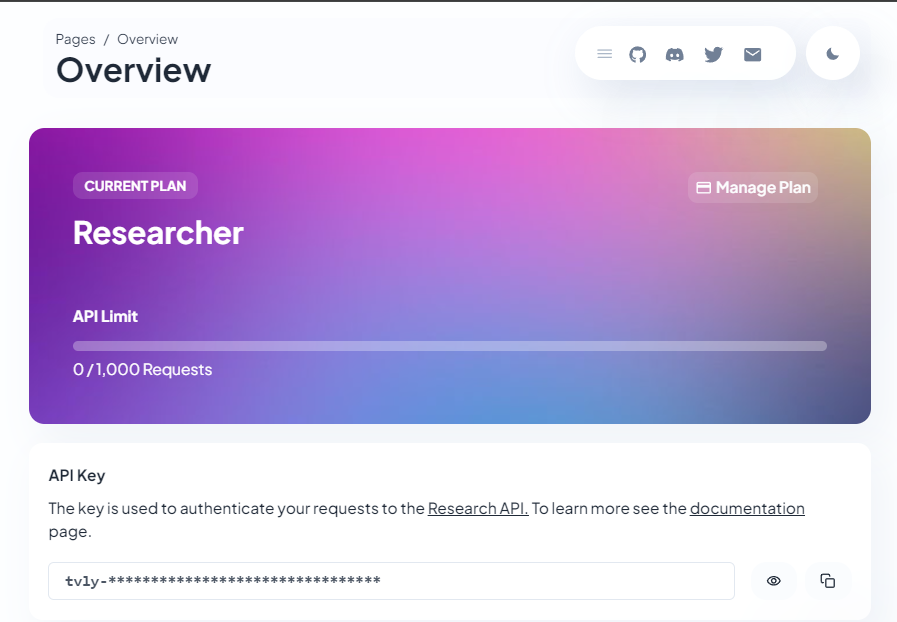 Pages / Overview
Overview
CURRENT PLAN
Manage Plan
Researcher
API Limit
0 / 1,000 Requests
API Key
The key is used to authenticate your requests to the Research API. To learn more see the documentation
page.
tvly-********************************